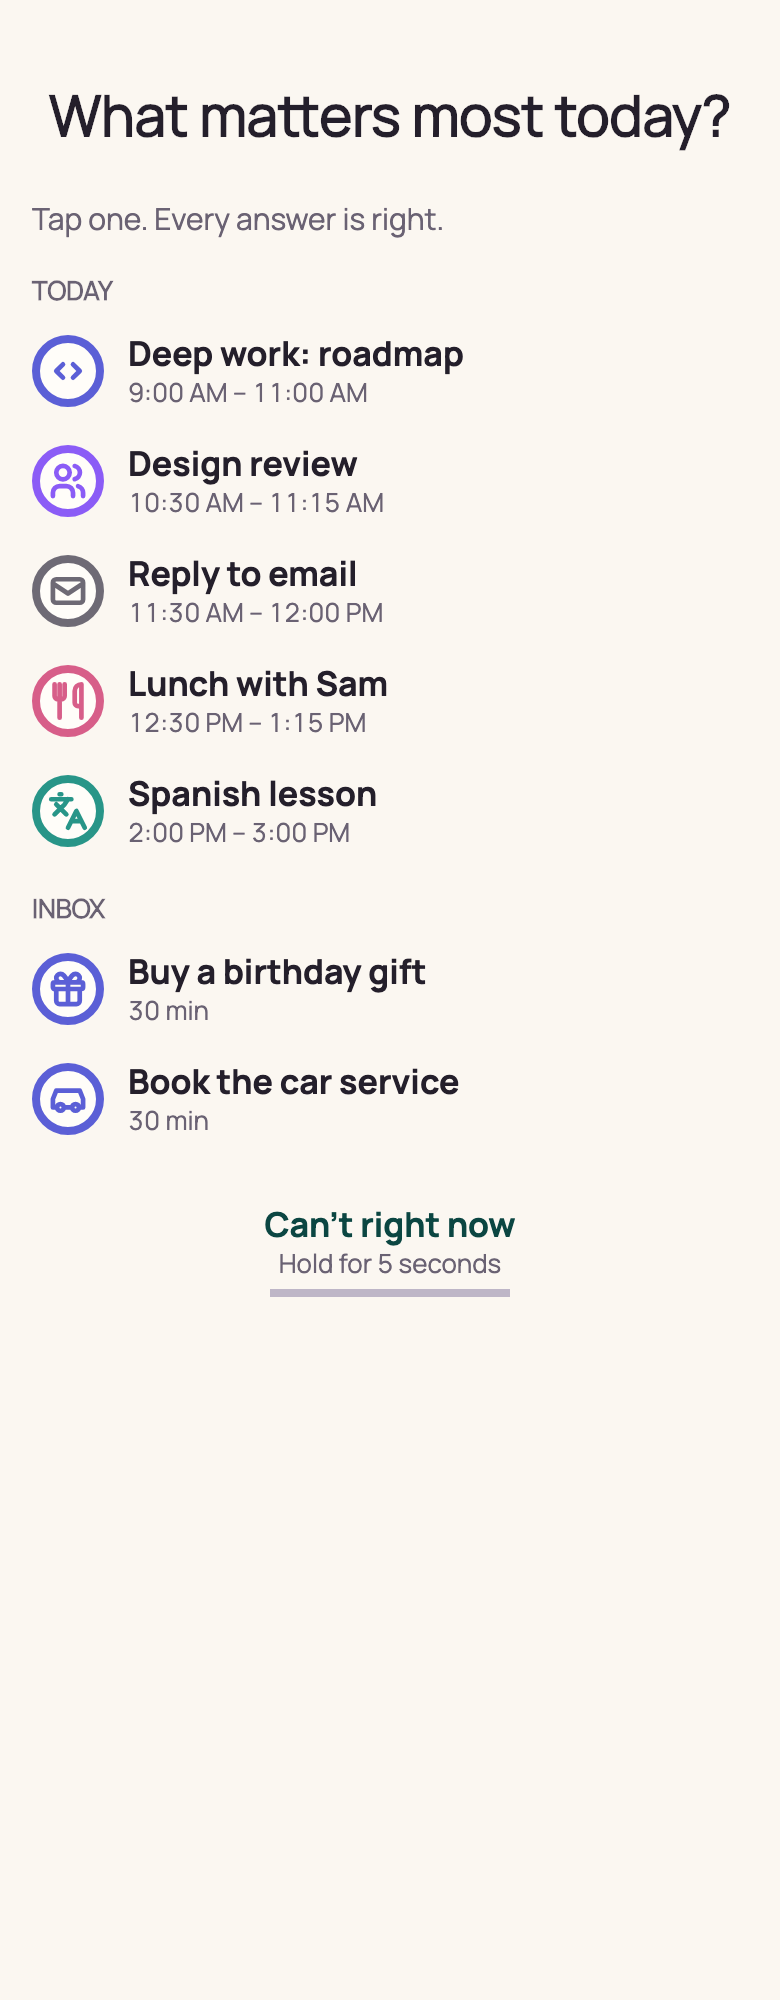 What matters most today?
Tap one. Every answer is right.
TODAY
Deep work: roadmap
9:00 AM – 11:00 AM
Design review
10:30 AM – 11:15 AM
Reply to email
11:30 AM – 12:00 PM
Lunch with Sam
12:30 PM – 1:15 PM
Spanish lesson
2:00 PM – 3:00 PM
INBOX
Buy a birthday gift
30 min
Book the car service
30 min
Can’t right now
Hold for 5 seconds